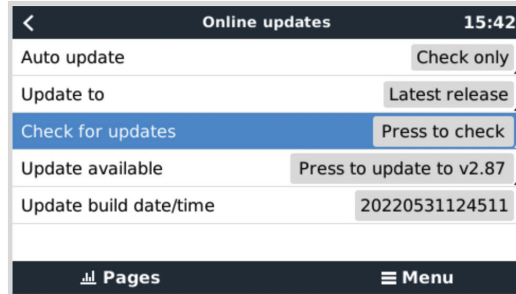 Online updates 15:42
Auto update Check only
Update to Latest release
Check for updates Press to check
Update available Press to update to v2.87
Update build date/time 20220531124511
Pages Menu